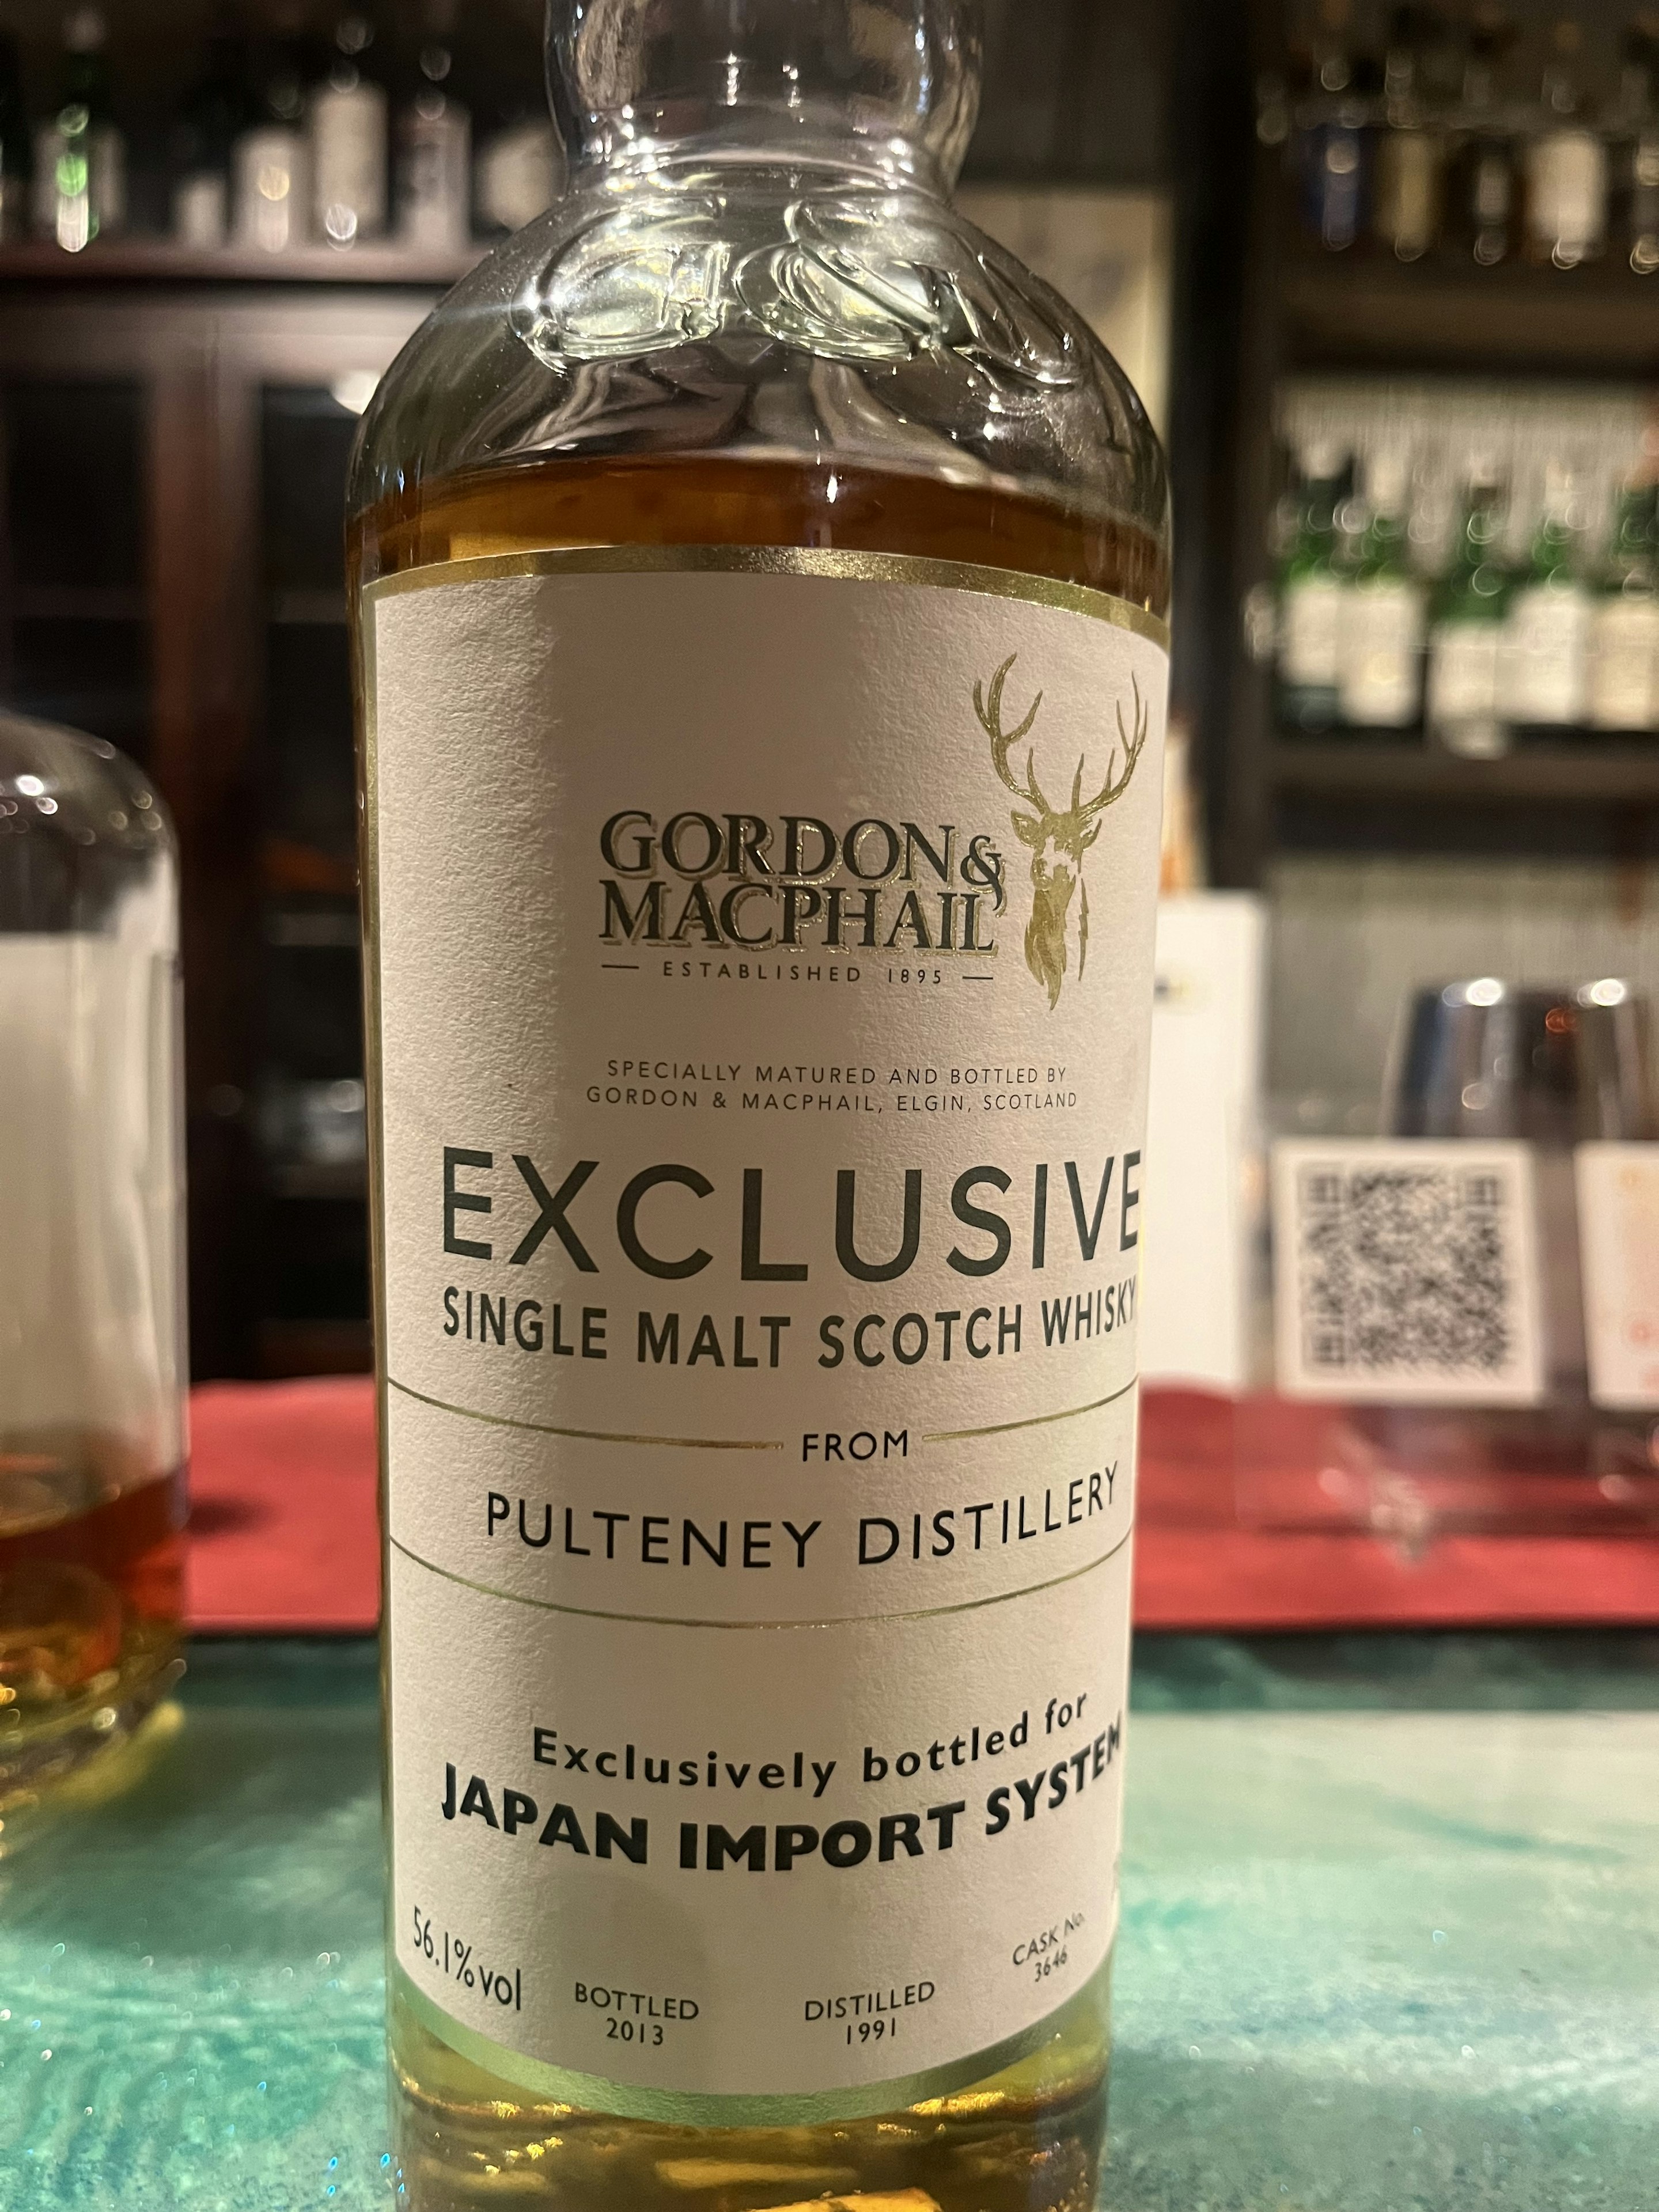 GORDON &
MACPHAIL
ESTABLISHED 1895
SPECIALLY MATURED AND BOTTLED BY
GORDON & MACPHAIL, ELGIN, SCOTLAND
EXCLUSIVE
SINGLE MALT SCOTCH WHISKY
FROM
PULTENEY DISTILLERY
Exclusively bottled for
JAPAN IMPORT SYSTEM
56.1%vol
BOTTLED
2013
DISTILLED
1991
CASK No.
3646